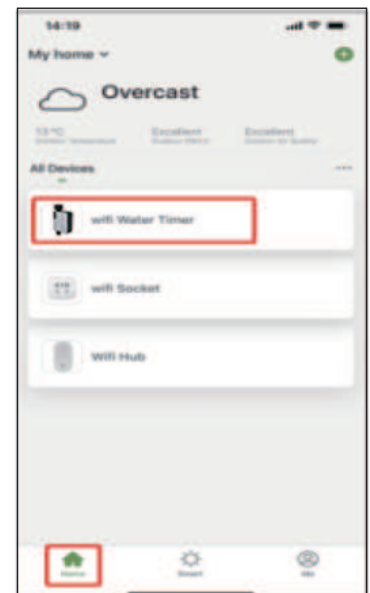 14:19
My home
Overcast
13°C Excellent Excellent
All Devices
wifi Water Timer
wifi Socket
Wifi Hub
Home Smart Me